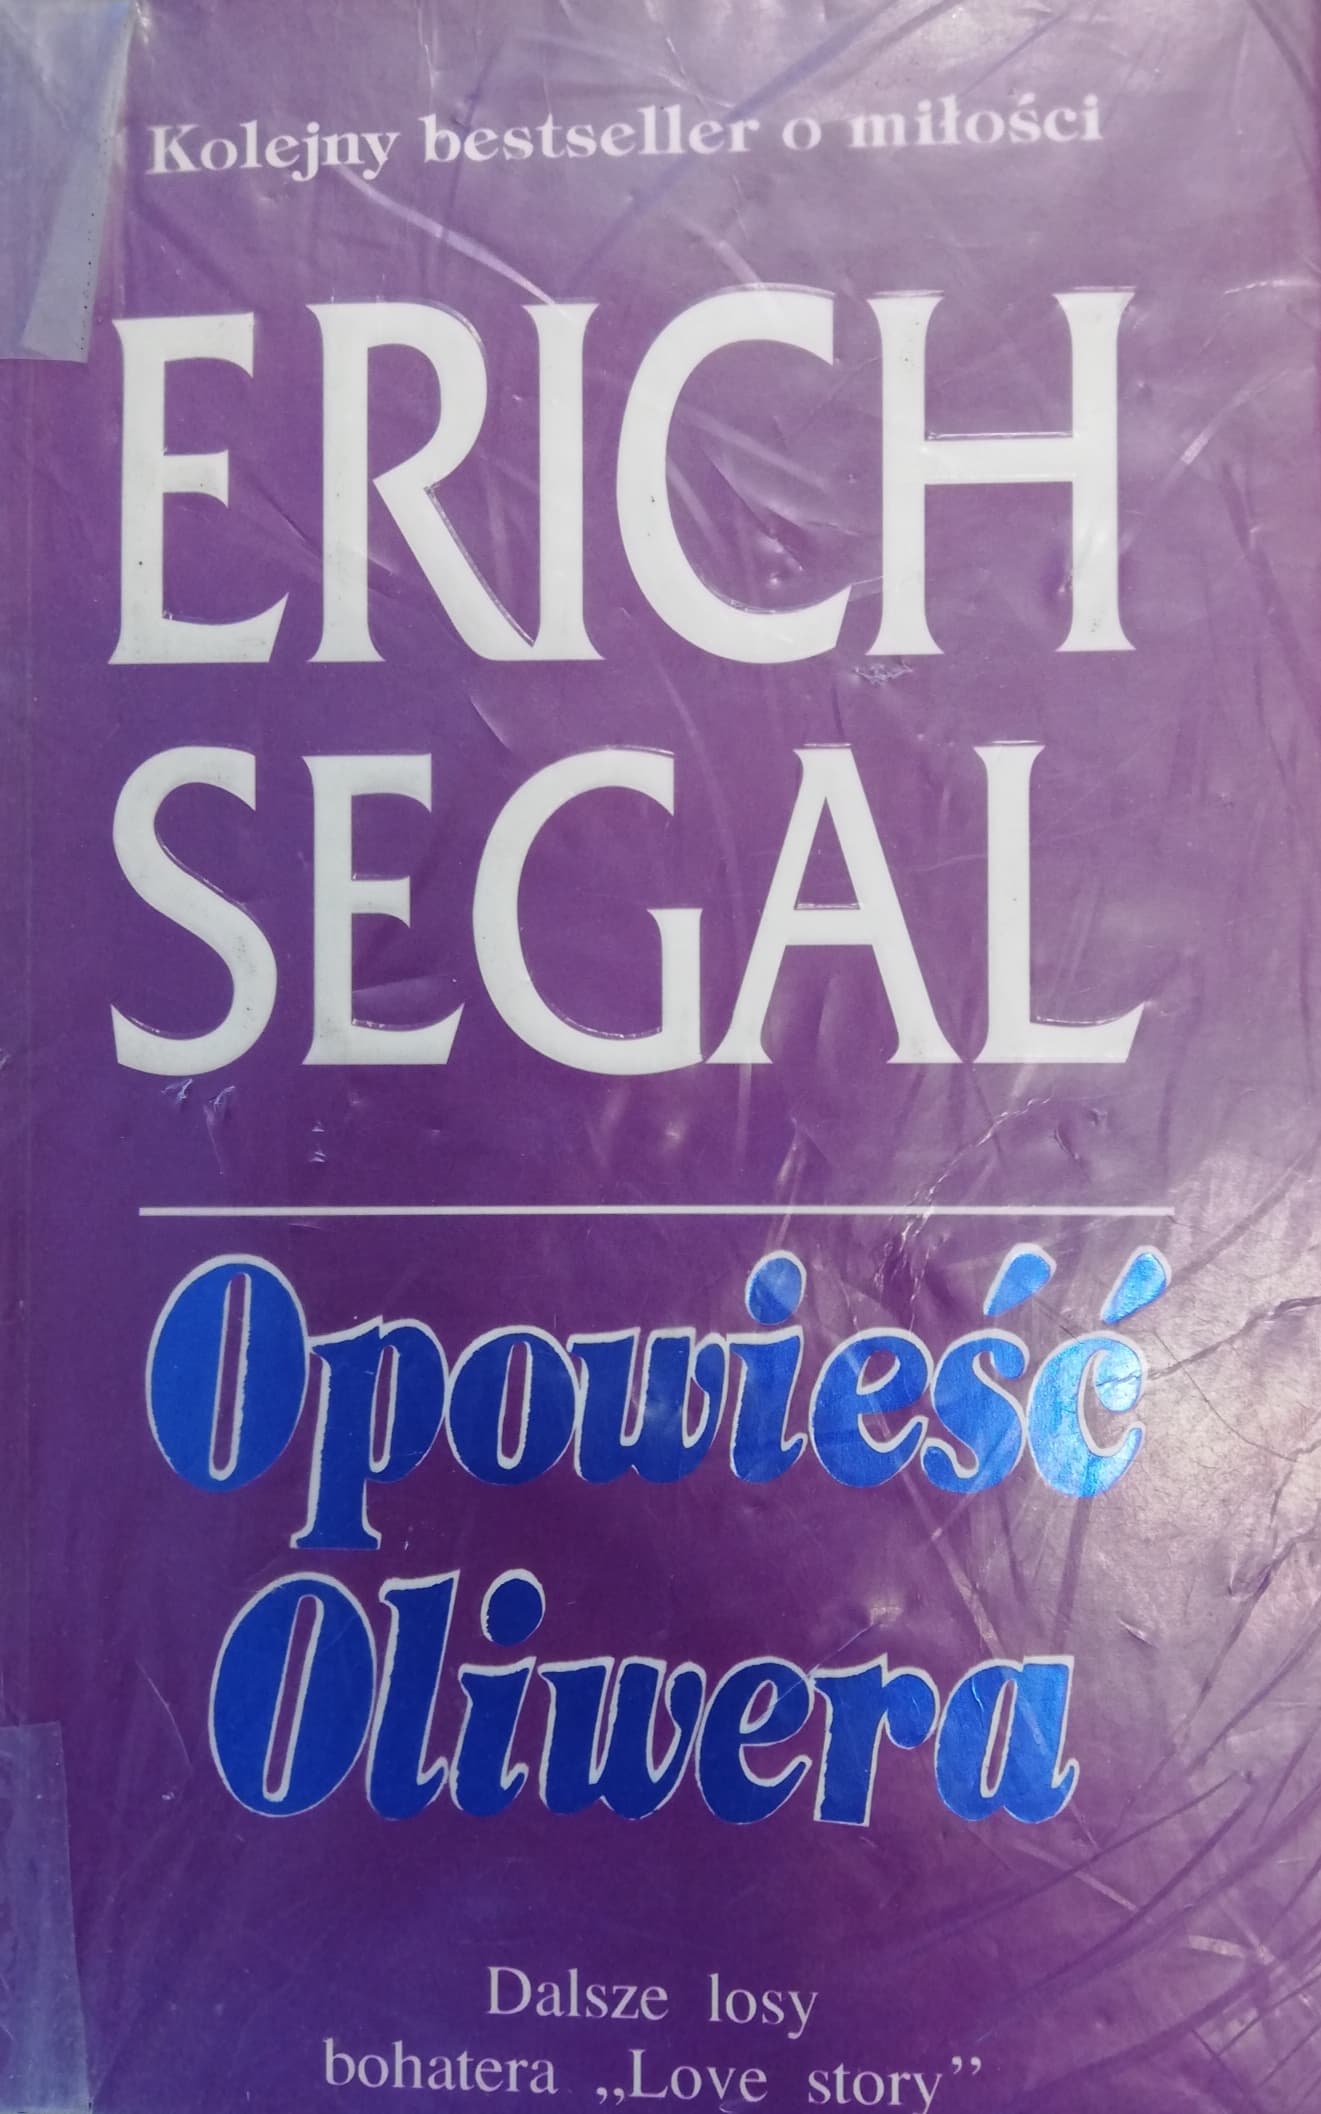 Kolejny bestseller o miłości
ERICH
SEGAL
Opowieść
Oliwera
Dalsze losy
bohatera „Love story”